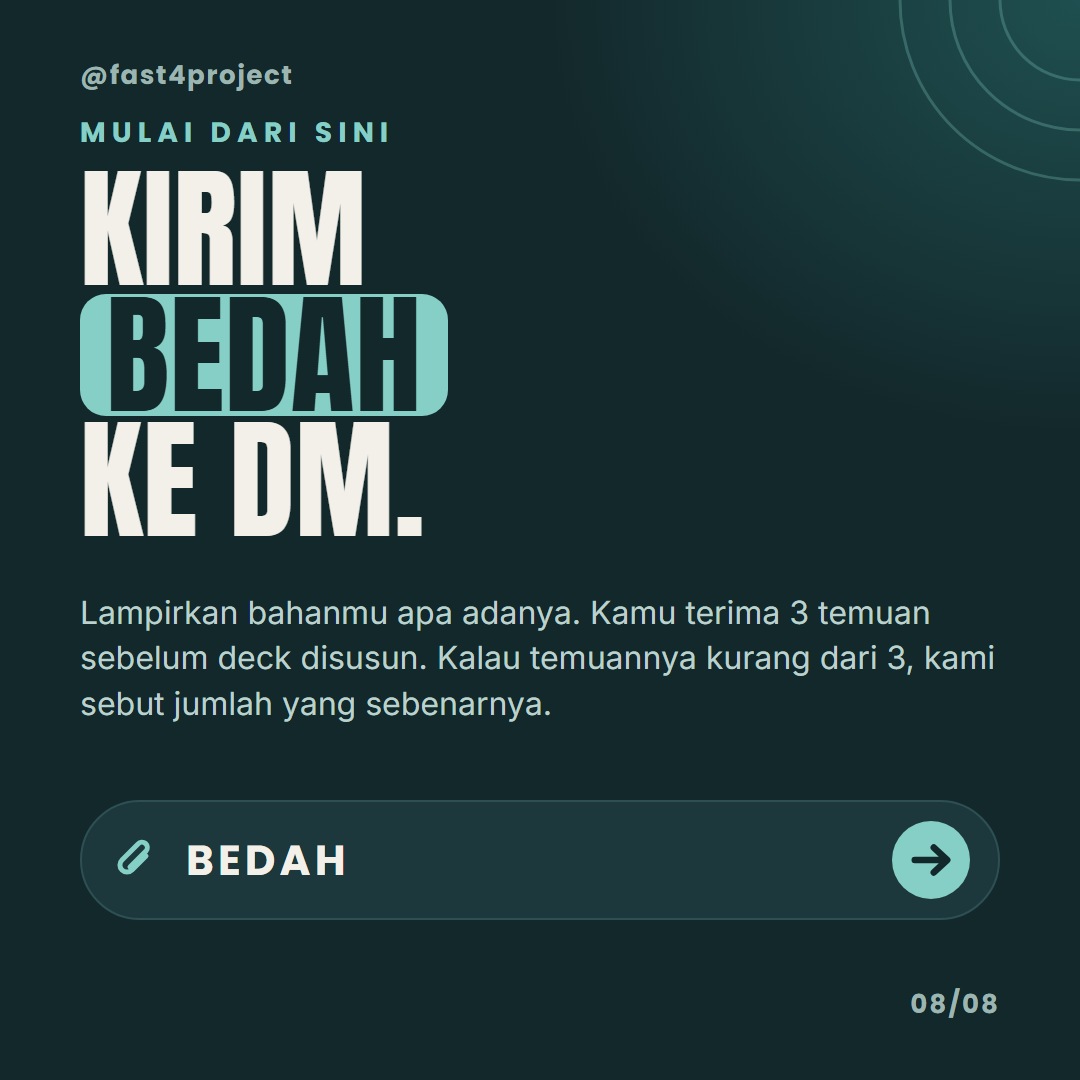 @fast4project
MULAI DARI SINI
KIRIM
BEDAH
KE DM.
Lampirkan bahanmu apa adanya. Kamu terima 3 temuan
sebelum deck disusun. Kalau temuannya kurang dari 3, kami
sebut jumlah yang sebenarnya.
BEDAH
08/08